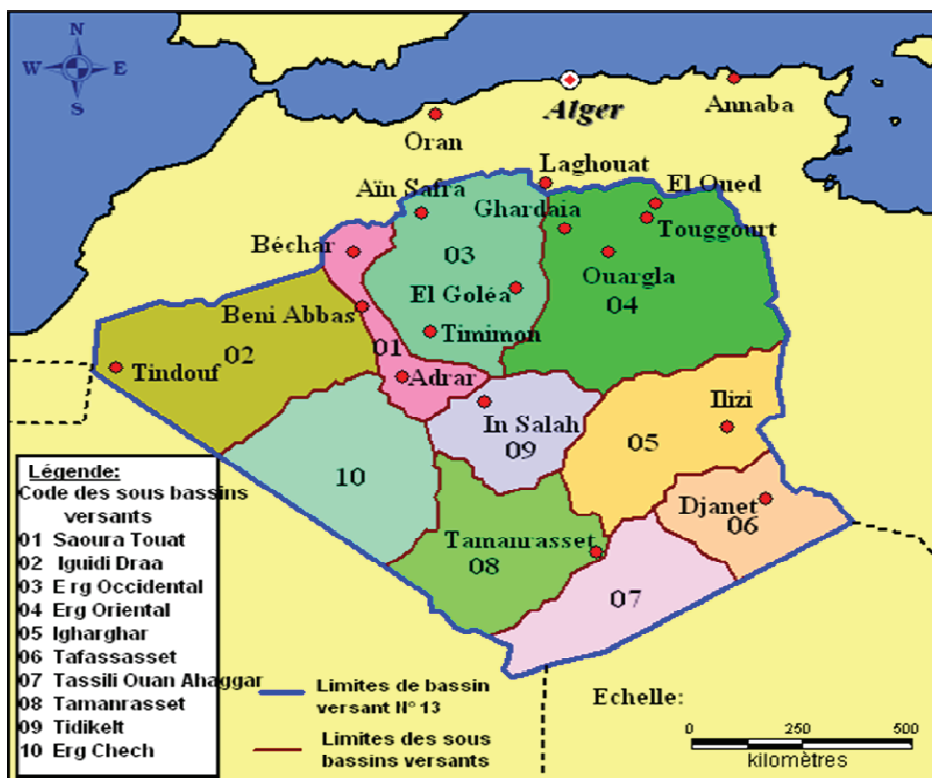 N
W E
S
Alger
Annaba
Oran
Laghouat
Aïn Safra
El Oued
Ghardaia
Touggourt
Béchar
03
Ouargla
El Goléa
04
Beni Abbas
Timimon
01
02
Tindouf
Adrar
Ilizi
In Salah
05
09
10
Djanet
06
Tamanrasset
08
07
Légende:
Code des sous bassins
versants
01 Saoura Touat
02 Iguidi Draa
03 E rg Occidental
04 Erg Oriental
05 Igharghar
06 Tafassasset
07 Tassili Ouan Ahaggar
08 Tamanrasset
09 Tidikelt
10 Erg Chech
Limites de bassin
versant N° 13
Limites des sous
bassins versants
Echelle:
0 250 500
kilomètres